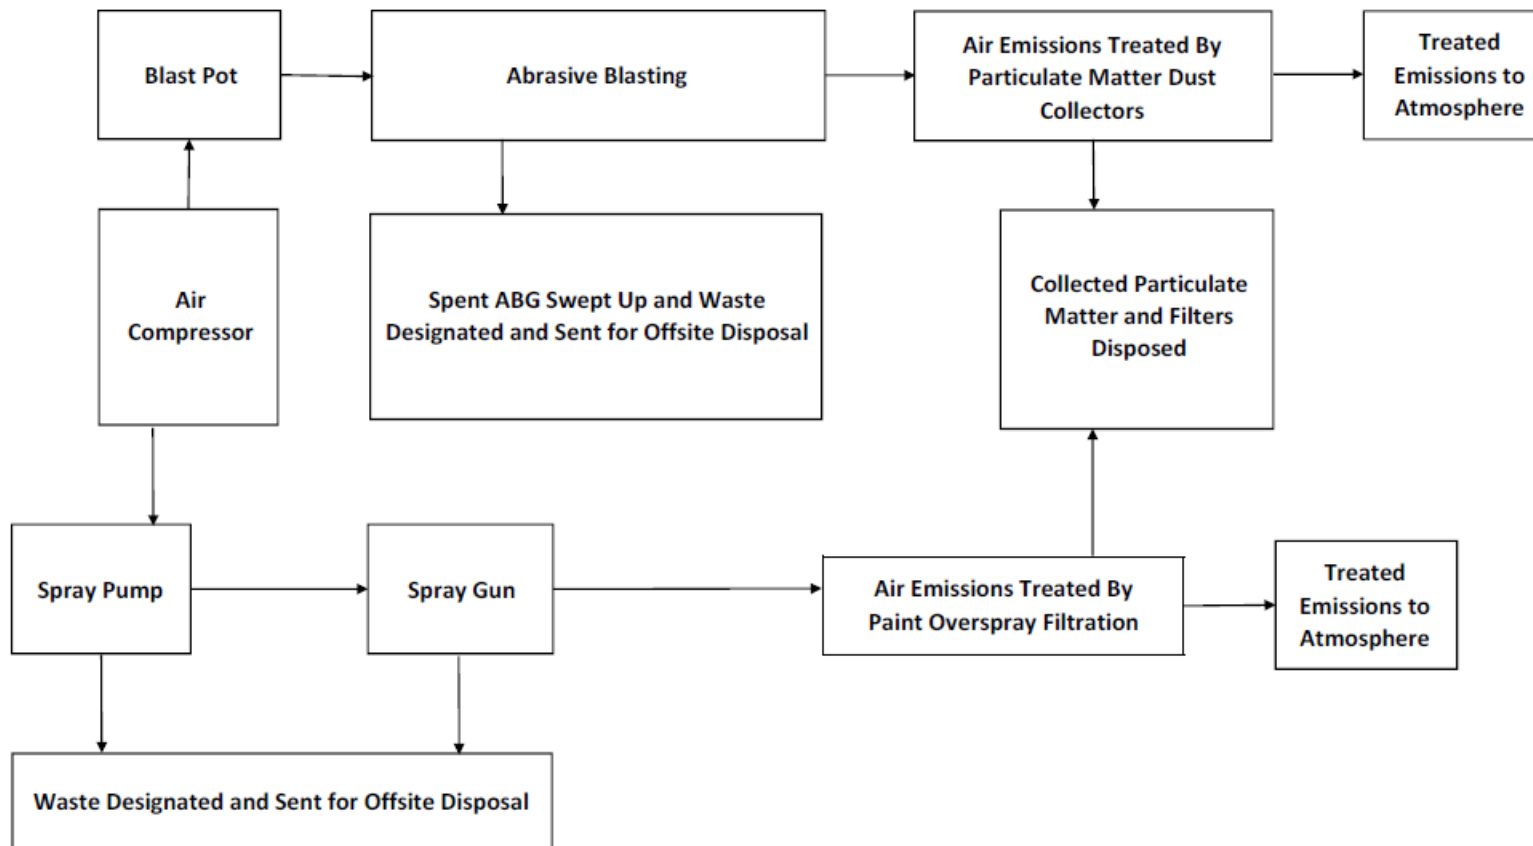 Blast Pot
Abrasive Blasting
Air Emissions Treated By
Particulate Matter Dust
Collectors
Treated
Emissions to
Atmosphere
Air
Compressor
Spent ABG Swept Up and Waste
Designated and Sent for Offsite Disposal
Collected Particulate
Matter and Filters
Disposed
Spray Pump
Spray Gun
Air Emissions Treated By
Paint Overspray Filtration
Treated
Emissions to
Atmosphere
Waste Designated and Sent for Offsite Disposal